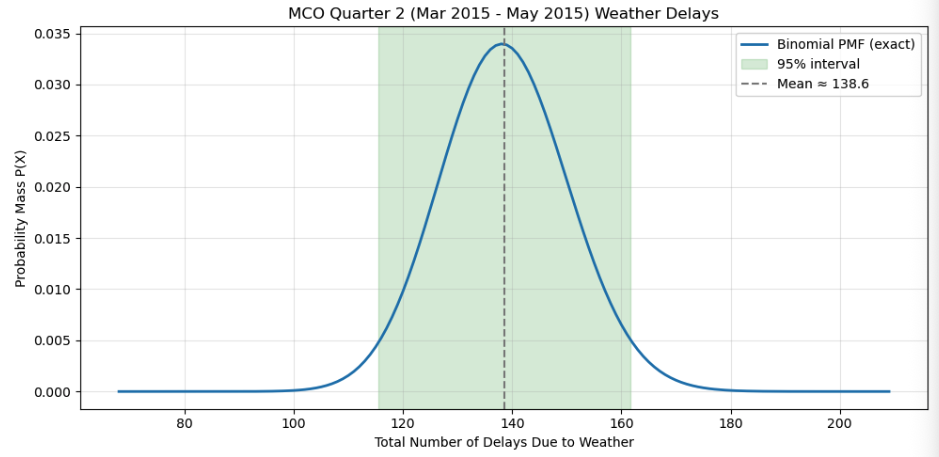 MCO Quarter 2 (Mar 2015 - May 2015) Weather Delays
Binomial PMF (exact)
95% interval
Mean ≈ 138.6
Probability Mass P(X)
0.035
0.030
0.025
0.020
0.015
0.010
0.005
0.000
80 100 120 140 160 180 200
Total Number of Delays Due to Weather